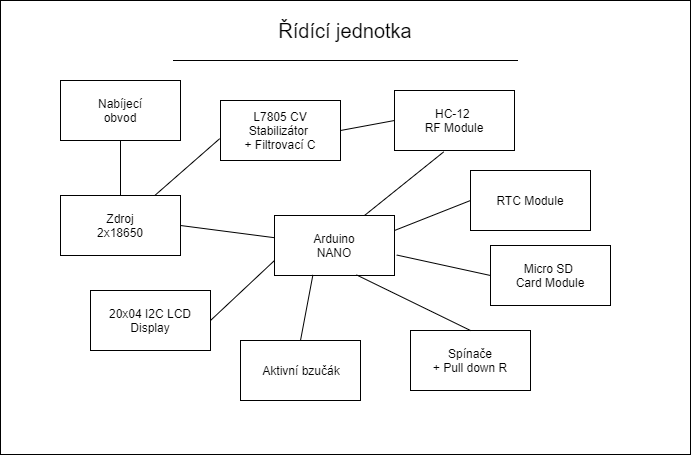 Řídící jednotka
Nabíjecí
obvod
L7805 CV
Stabilizátor
+ Filtrovací C
HC-12
RF Module
Zdroj
2x18650
Arduino
NANO
RTC Module
Micro SD
Card Module
20x04 I2C LCD
Display
Aktivní bzučák
Spínače
+ Pull down R